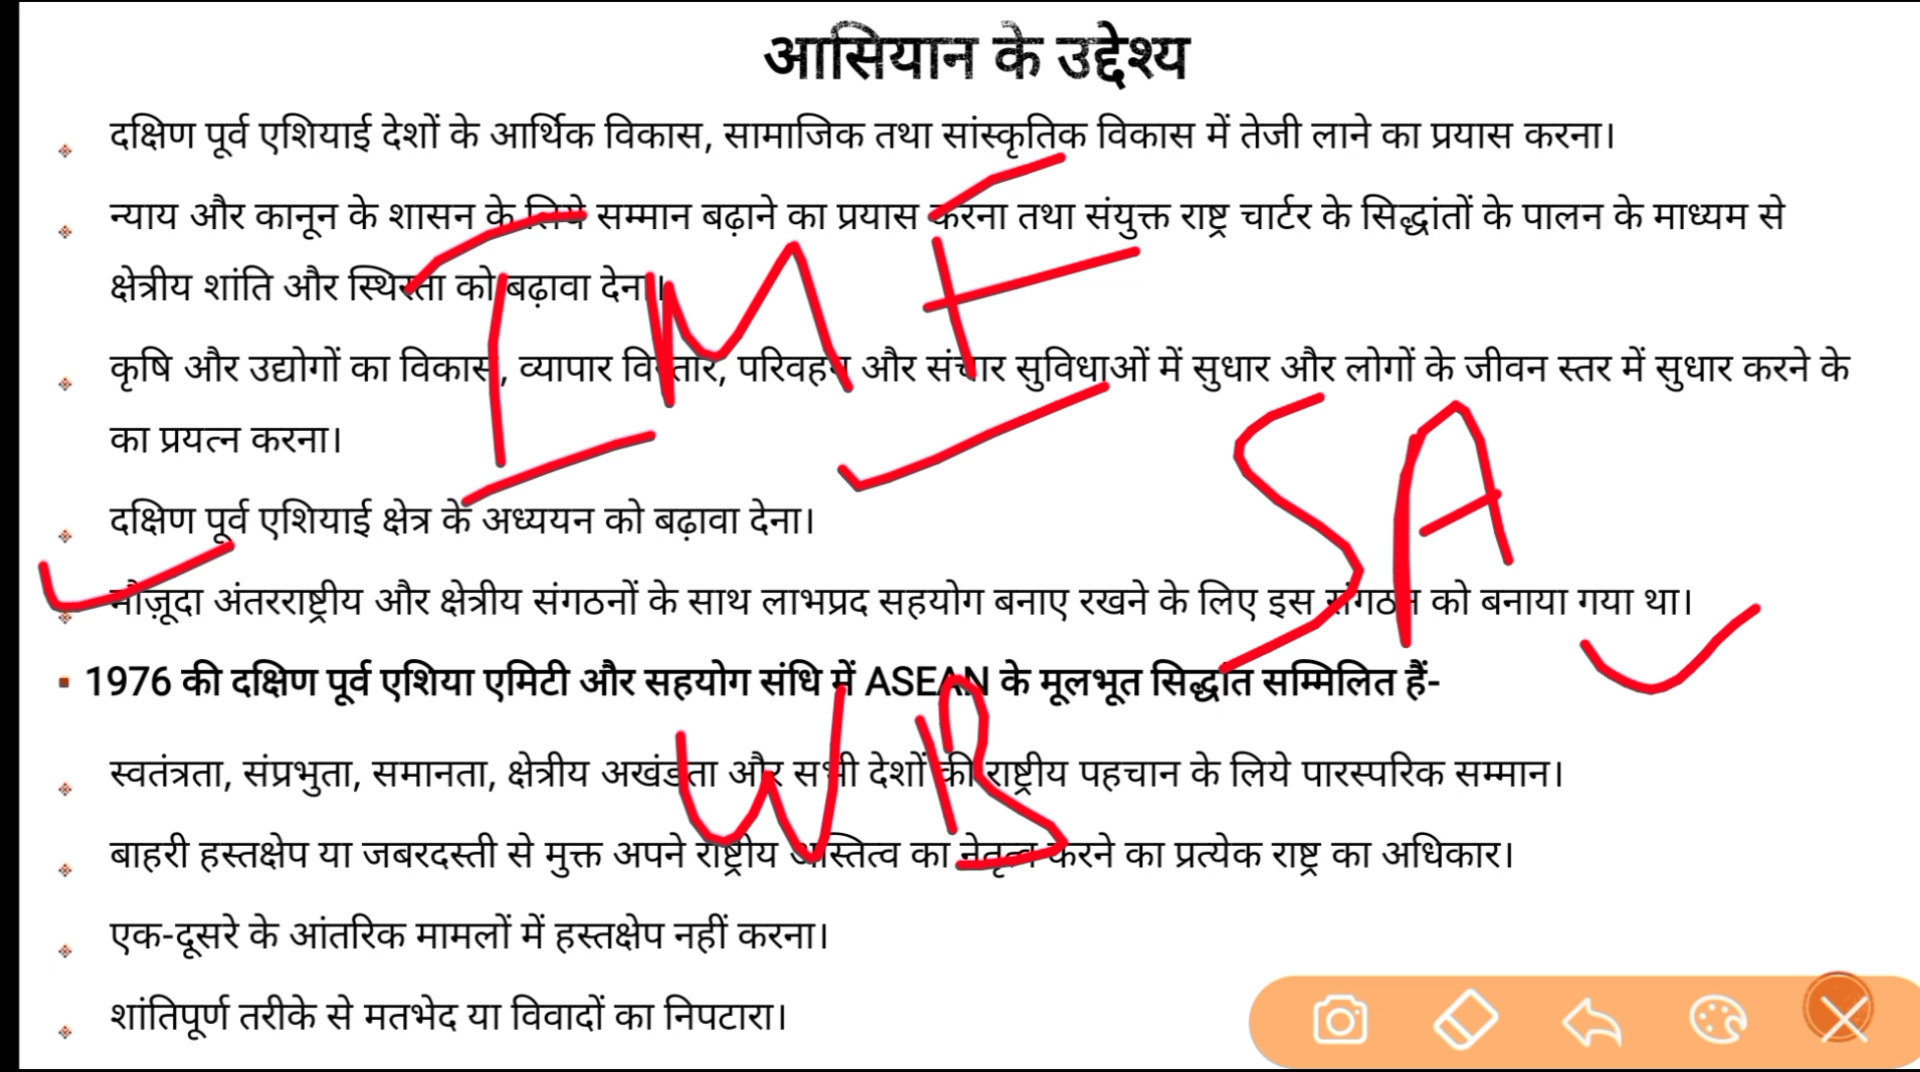 आसियान के उद्देश्य
दक्षिण पूर्व एशियाई देशों के आर्थिक विकास, सामाजिक तथा सांस्कृतिक विकास में तेजी लाने का प्रयास करना।
न्याय और कानून के शासन के लिये सम्मान बढ़ाने का प्रयास करना तथा संयुक्त राष्ट्र चार्टर के सिद्धांतों के पालन के माध्यम से
क्षेत्रीय शांति और स्थिरता को बढ़ावा देना।
IMF
कृषि और उद्योगों का विकास, व्यापार विस्तार, परिवहन और संचार सुविधाओं में सुधार और लोगों के जीवन स्तर में सुधार करने के
का प्रयत्न करना।
SA
दक्षिण पूर्व एशियाई क्षेत्र के अध्ययन को बढ़ावा देना।
मौज़ूदा अंतरराष्ट्रीय और क्षेत्रीय संगठनों के साथ लाभप्रद सहयोग बनाए रखने के लिए इस संगठन को बनाया गया था।
1976 की दक्षिण पूर्व एशिया एमिटी और सहयोग संधि में ASEAN के मूलभूत सिद्धांत सम्मिलित हैं-
WB
स्वतंत्रता, संप्रभुता, समानता, क्षेत्रीय अखंडता और सभी देशों की राष्ट्रीय पहचान के लिये पारस्परिक सम्मान।
बाहरी हस्तक्षेप या जबरदस्ती से मुक्त अपने राष्ट्रीय अस्तित्व का नेतृत्व करने का प्रत्येक राष्ट्र का अधिकार।
एक-दूसरे के आंतरिक मामलों में हस्तक्षेप नहीं करना।
शांतिपूर्ण तरीके से मतभेद या विवादों का निपटारा।